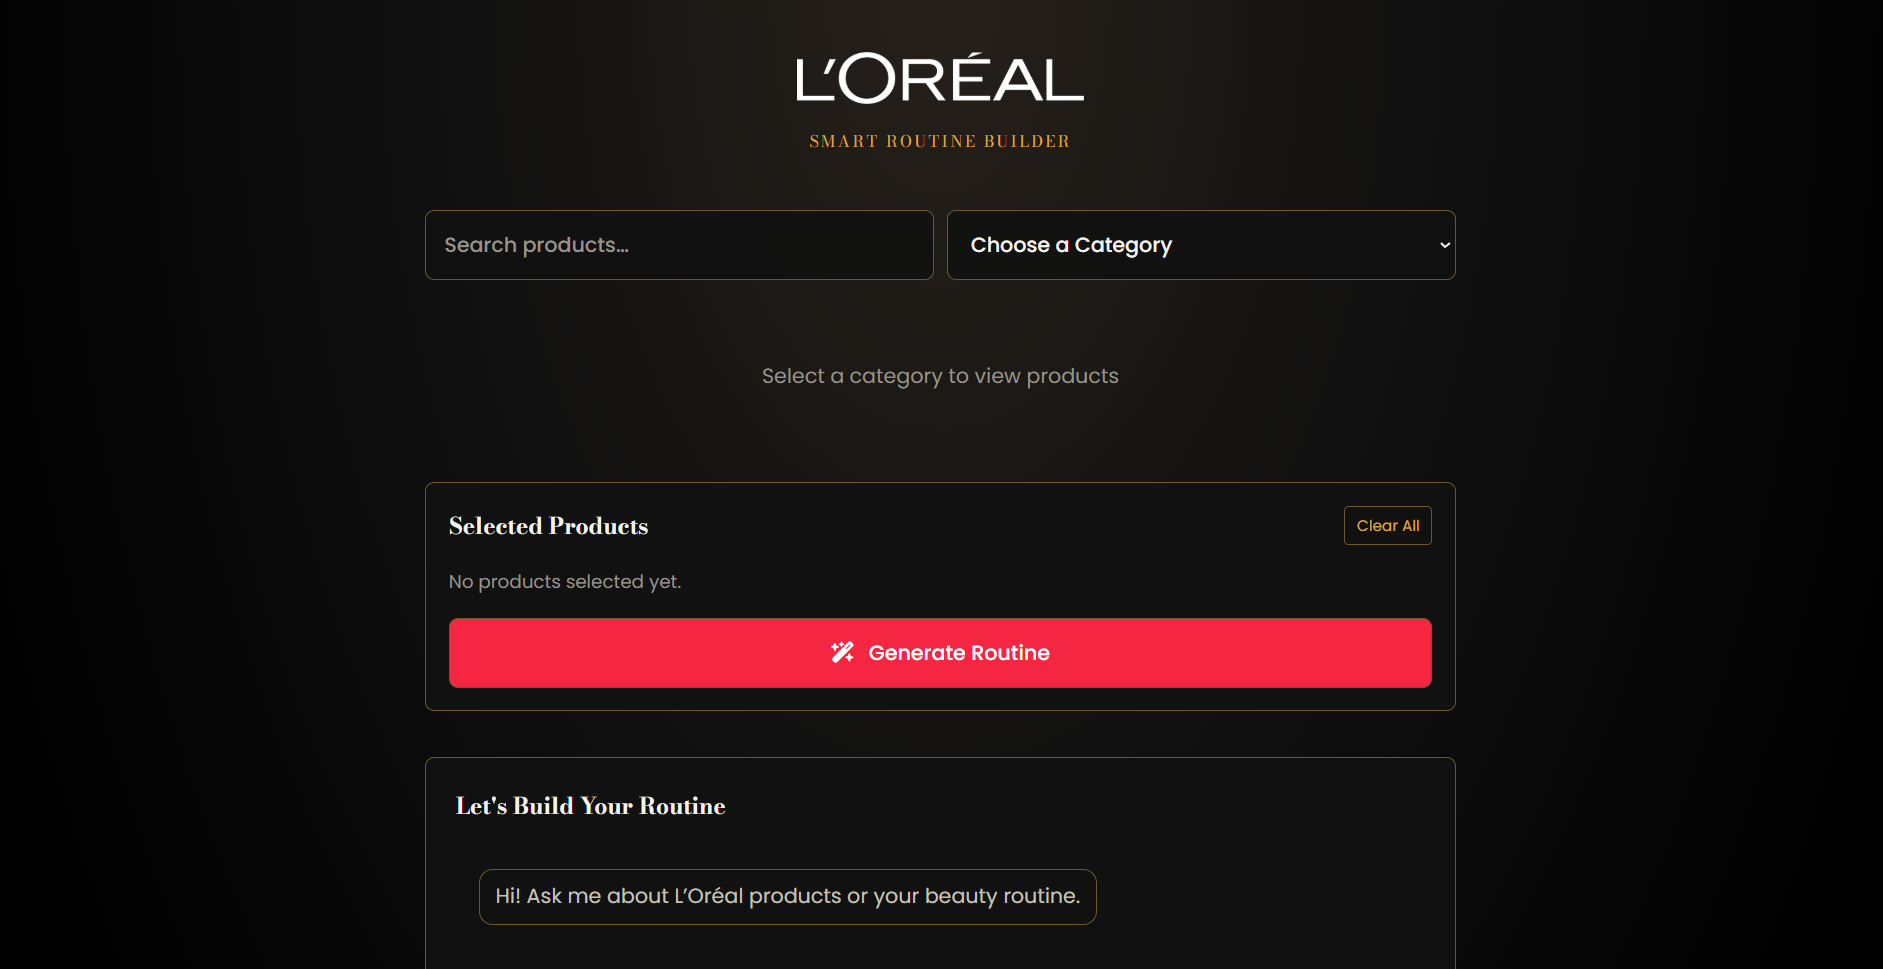 L'ORÉAL
SMART ROUTINE BUILDER
Search products...
Choose a Category
Select a category to view products
Selected Products
Clear All
No products selected yet.
Generate Routine
Let's Build Your Routine
Hi! Ask me about L’Oréal products or your beauty routine.